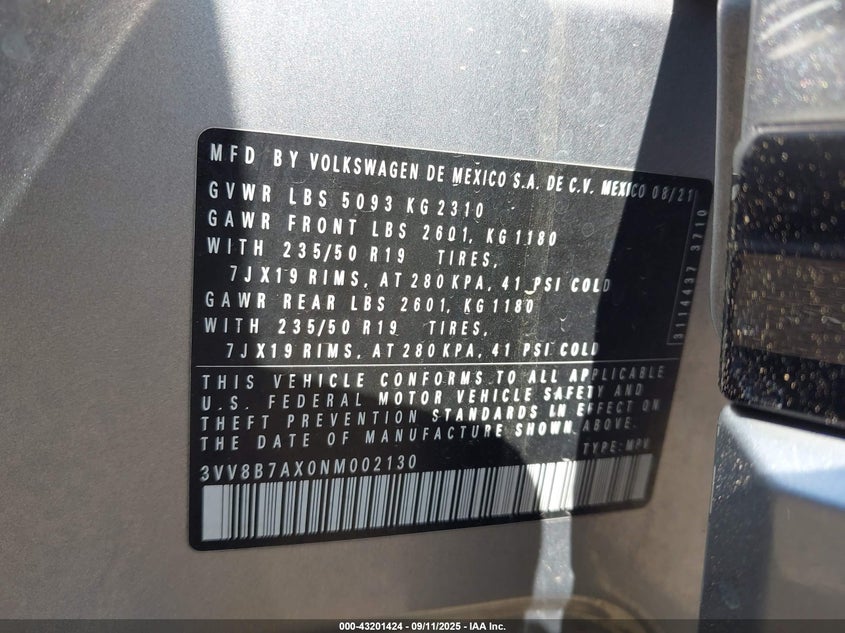 MFD BY VOLKSWAGEN DE MEXICO S.A. DE C.V. MEXICO 08/21
GVWR LBS 5093 KG 2310
GAWR FRONT LBS 2601, KG 1180
WITH 235/50 R19 TIRES,
7JX19 RIMS, AT 280 KPA, 41 PSI COLD
GAWR REAR LBS 2601, KG 1180
WITH 235/50 R19 TIRES,
7JX19 RIMS, AT 280 KPA, 41 PSI COLD
3114437 3710
THIS VEHICLE CONFORMS TO ALL APPLICABLE
U.S. FEDERAL MOTOR VEHICLE SAFETY AND
THEFT PREVENTION STANDARDS IN EFFECT ON
THE DATE OF MANUFACTURE SHOWN ABOVE.
TYPE: MPV
3VV8B7AX0NM002130
000-43201424 - 09/11/2025 - IAA Inc.